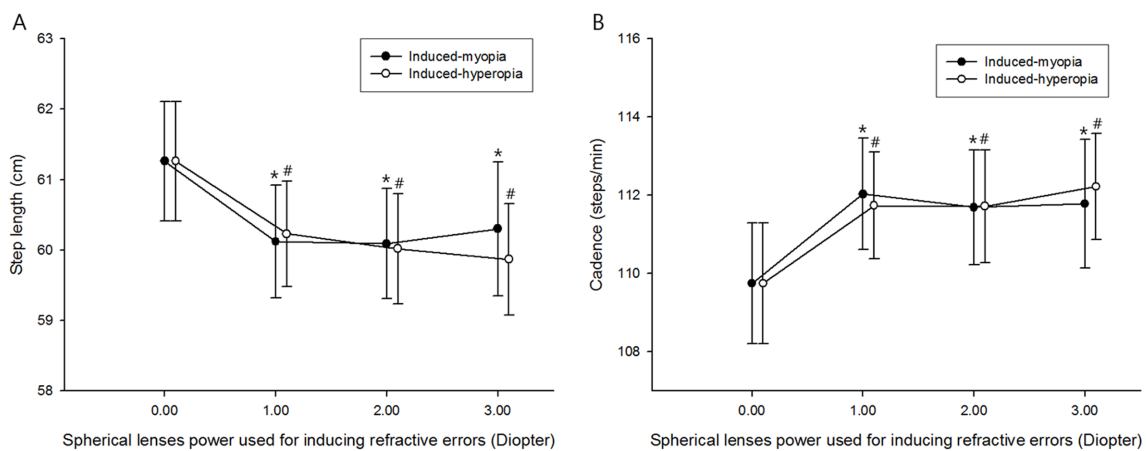 A
63
62
61
60
59
58
Step length (cm)
Induced-myopia
Induced-hyperopia
* # * # * #
0.00 1.00 2.00 3.00
Spherical lenses power used for inducing refractive errors (Diopter)
B
116
114
112
110
108
Cadence (steps/min)
Induced-myopia
Induced-hyperopia
* # * # * #
0.00 1.00 2.00 3.00
Spherical lenses power used for inducing refractive errors (Diopter)